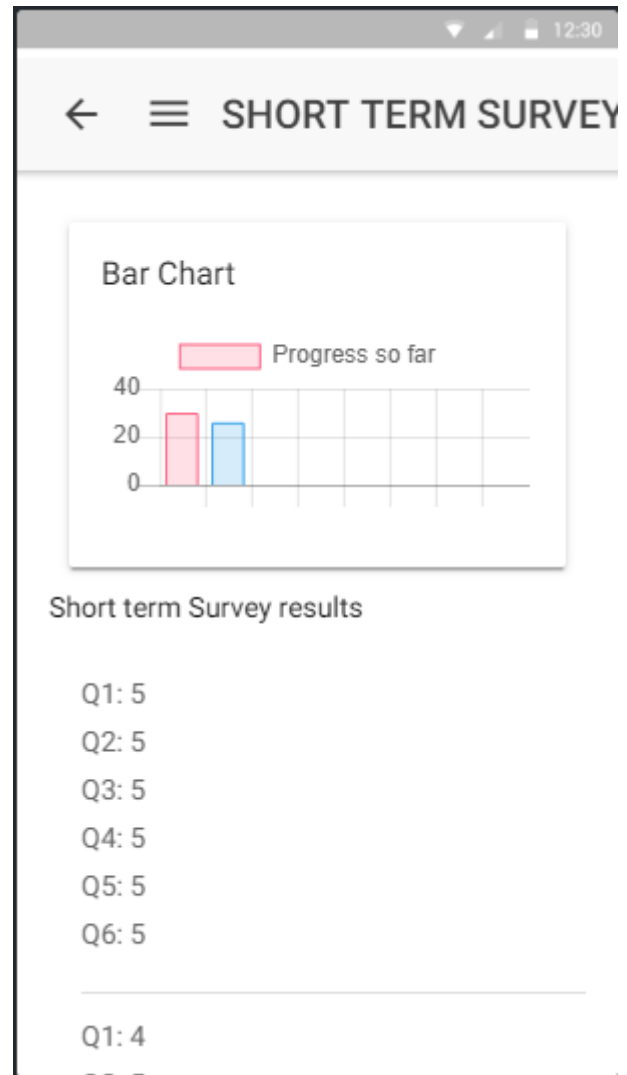 12:30
SHORT TERM SURVEY
Bar Chart
Progress so far
40
20
0
Short term Survey results
Q1: 5
Q2: 5
Q3: 5
Q4: 5
Q5: 5
Q6: 5
Q1: 4